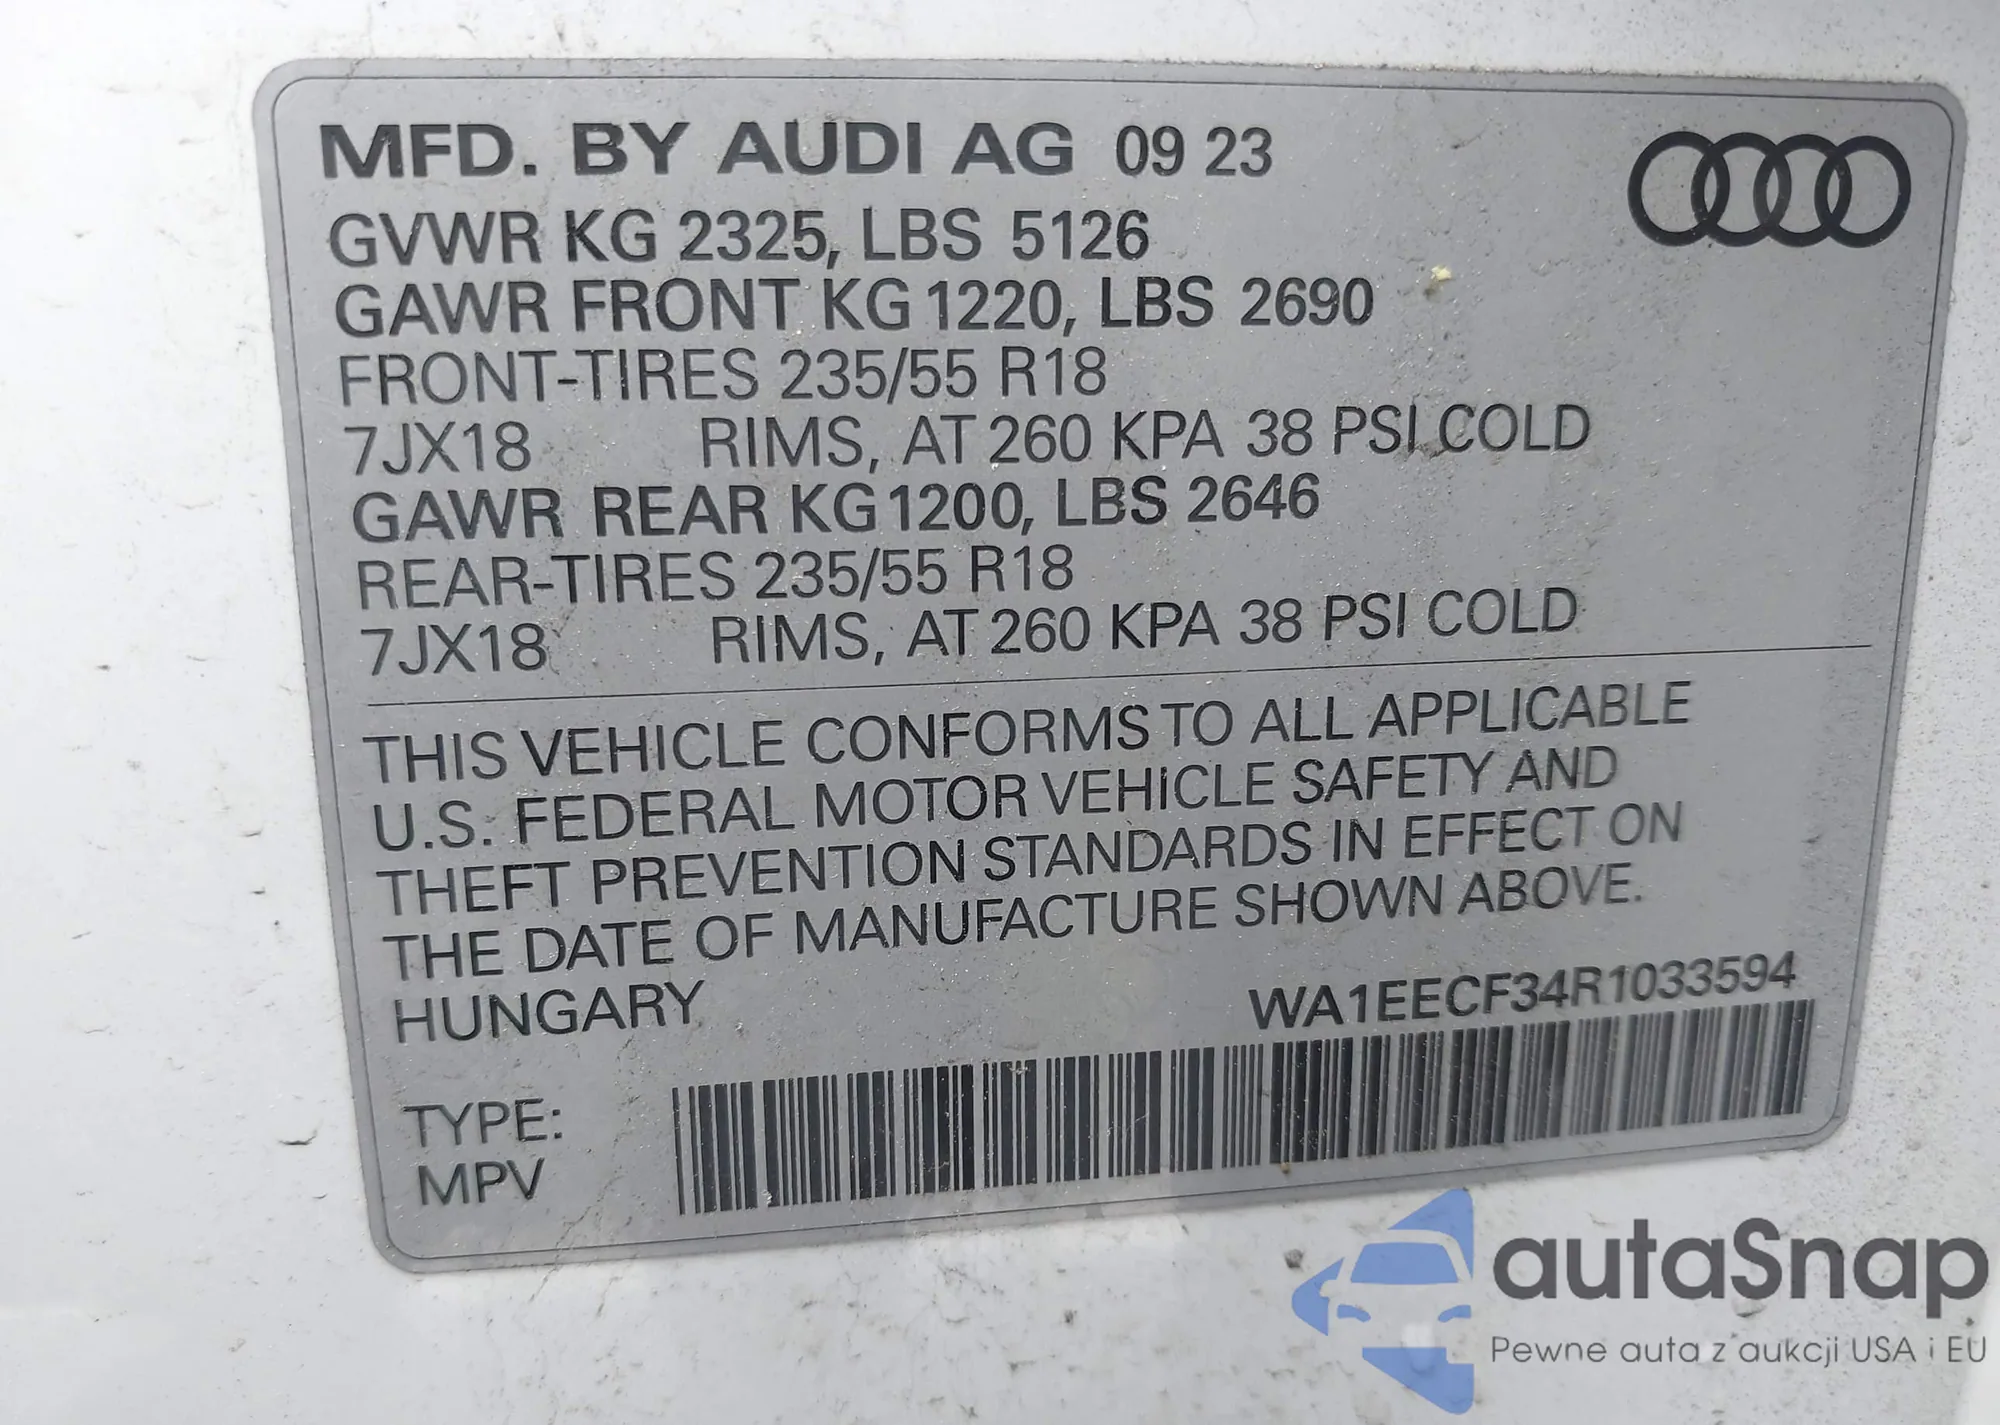 MFD. BY AUDI AG 09 23
GVWR KG 2325, LBS 5126
GAWR FRONT KG 1220, LBS 2690
FRONT-TIRES 235/55 R18
7JX18 RIMS, AT 260 KPA 38 PSI COLD
GAWR REAR KG 1200, LBS 2646
REAR-TIRES 235/55 R18
7JX18 RIMS, AT 260 KPA 38 PSI COLD
THIS VEHICLE CONFORMS TO ALL APPLICABLE
U.S. FEDERAL MOTOR VEHICLE SAFETY AND
THEFT PREVENTION STANDARDS IN EFFECT ON
THE DATE OF MANUFACTURE SHOWN ABOVE.
HUNGARY
WA1EECF34R1033594
TYPE:
MPV
autaSnap
Pewne auta z aukcji USA i EU